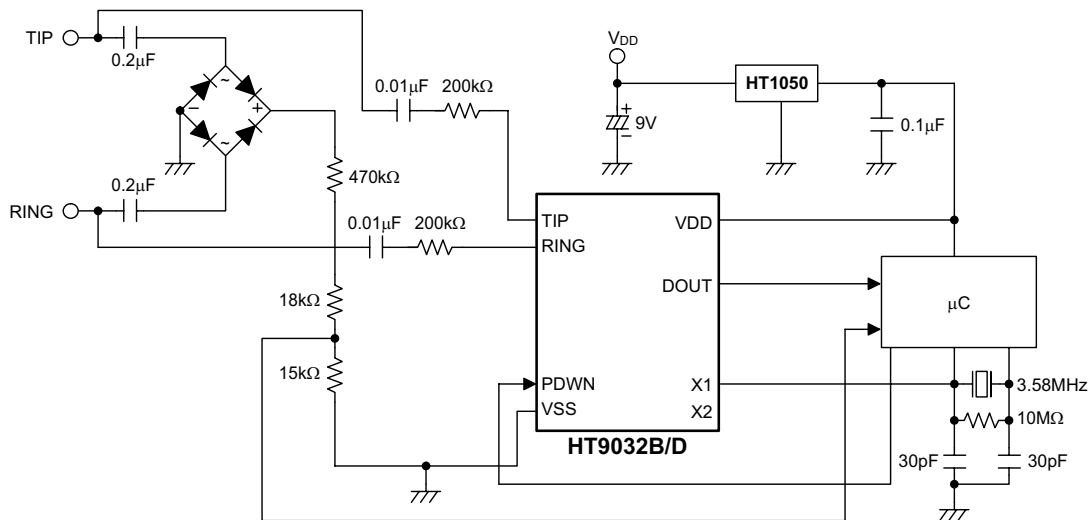 TIP
0.2μF
~
−
+
~
0.2μF
RING
0.01μF
200kΩ
470kΩ
0.01μF
200kΩ
18kΩ
15kΩ
VDD
HT1050
+
9V
−
0.1μF
TIP
RING
VDD
DOUT
PDWN
VSS
X1
X2
HT9032B/D
μC
3.58MHz
10MΩ
30pF
30pF